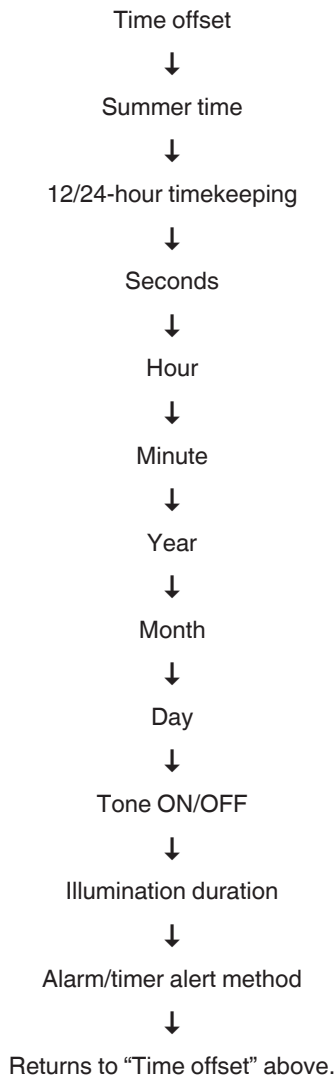 Time offset
↓
Summer time
↓
12/24-hour timekeeping
↓
Seconds
↓
Hour
↓
Minute
↓
Year
↓
Month
↓
Day
↓
Tone ON/OFF
↓
Illumination duration
↓
Alarm/timer alert method
↓
Returns to “Time offset” above.